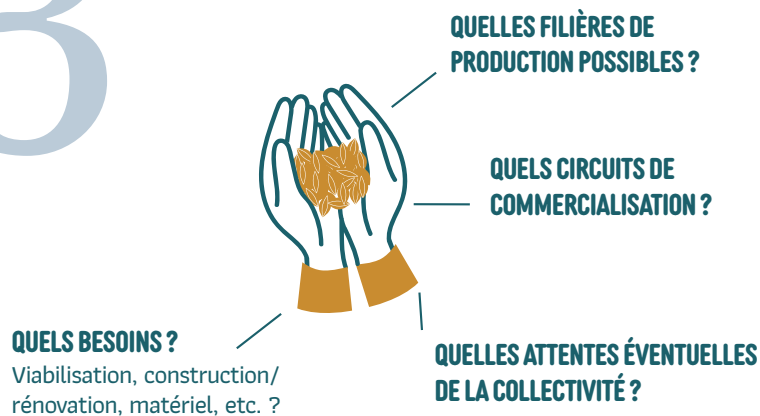 3
QUELLES FILIÈRES DE
PRODUCTION POSSIBLES ?
QUELS CIRCUITS DE
COMMERCIALISATION ?
QUELS BESOINS ?
Viabilisation, construction/
rénovation, matériel, etc. ?
QUELLES ATTENTES ÉVENTUELLES
DE LA COLLECTIVITÉ ?